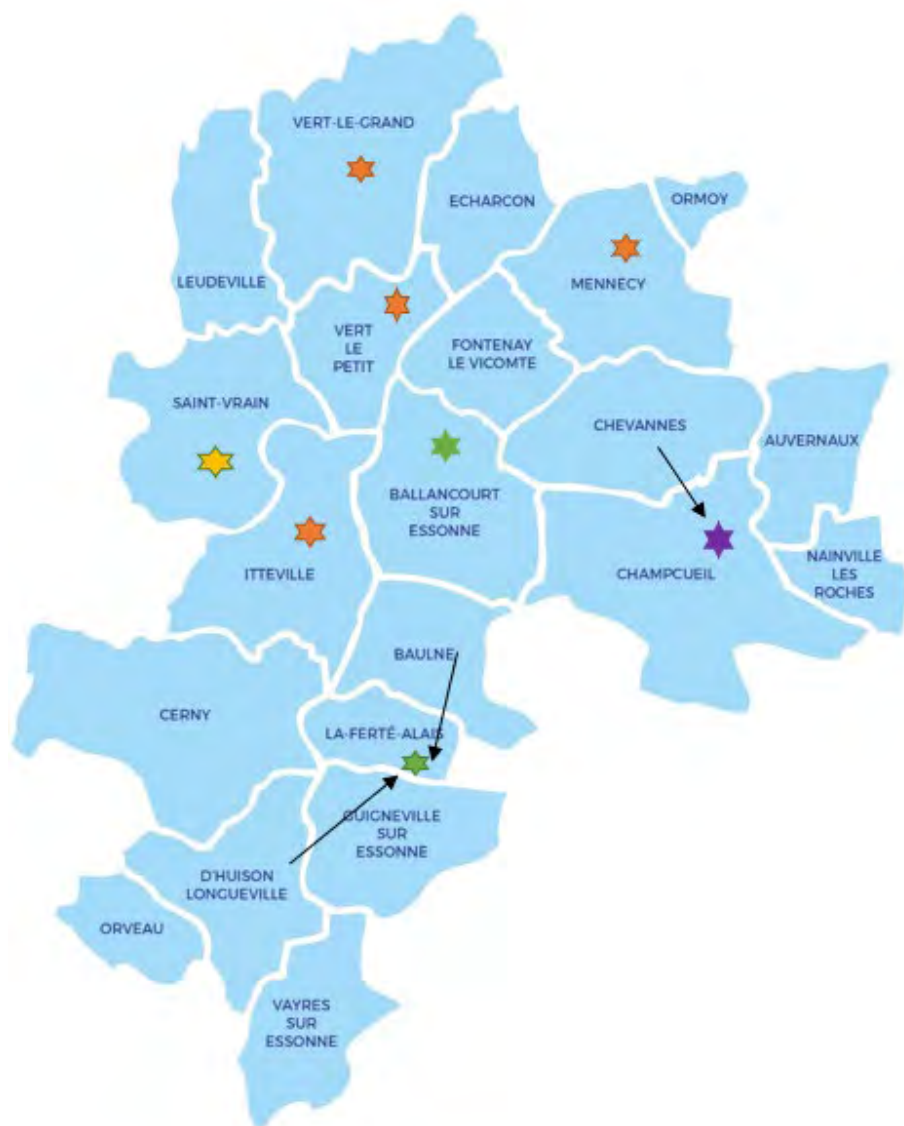 VERT-LE-GRAND
ECHARCON
ORMOY
LEUDEVILLE
MENNECY
VERT
LE
PETIT
FONTENAY
LE VICOMTE
SAINT-VRAIN
CHEVANNES
AUVERNAUX
BALLANCOURT
SUR
ESSONNE
ITTEVILLE
CHAMPCUEIL
NAINVILLE
LES
ROCHES
BAULNE
CERNY
LA-FERTÉ-ALAIS
GUIGNEVILLE
SUR
ESSONNE
D'HUISON
LONGUEVILLE
ORVEAU
VAYRES
SUR
ESSONNE